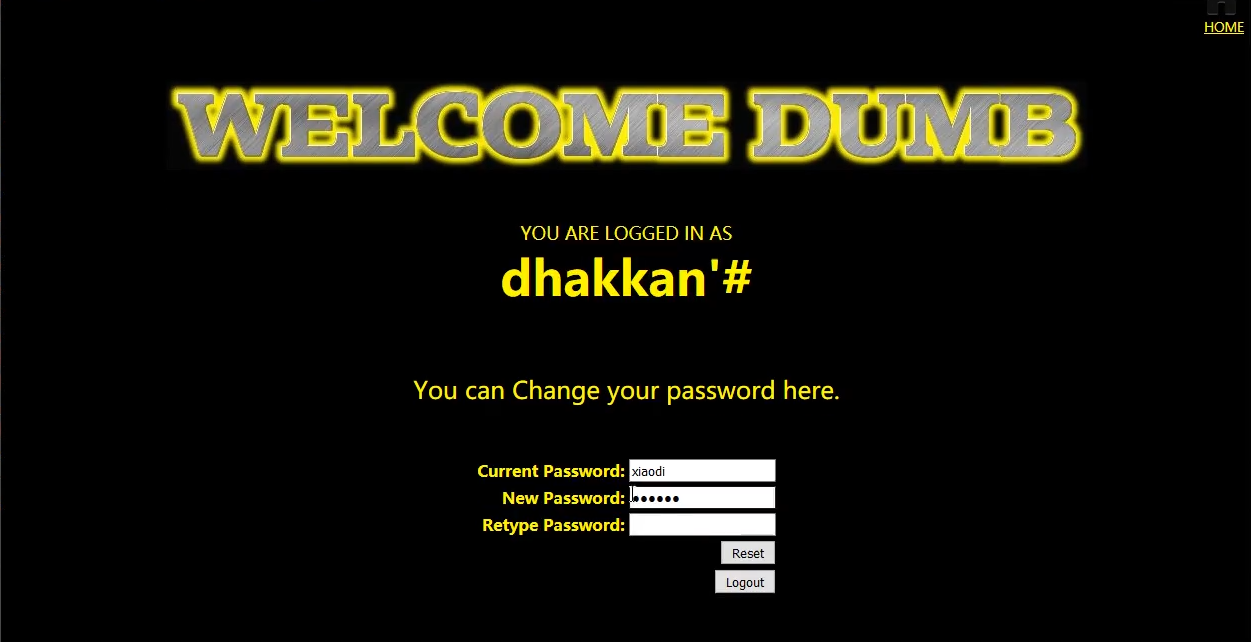 HOME
WELCOME DUMB
YOU ARE LOGGED IN AS
dhakkan'#
You can Change your password here.
Current Password: xiaodi
New Password: ••••••
Retype Password:
Reset
Logout